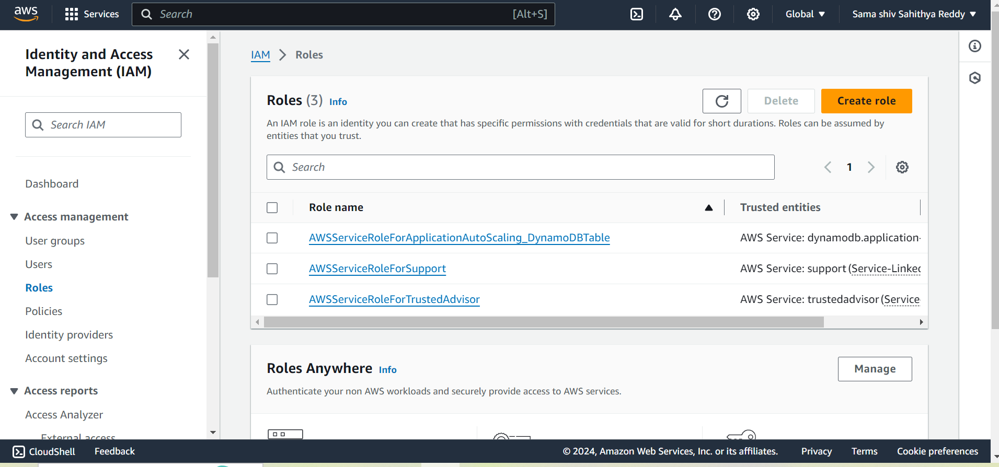 aws
Services
Search [Alt+S]
Global
Sama shiv Sahithya Reddy
Identity and Access
Management (IAM)
Search IAM
Dashboard
Access management
User groups
Users
Roles
Policies
Identity providers
Account settings
Access reports
Access Analyzer
External access
IAM > Roles
Roles (3) Info
Delete
Create role
An IAM role is an identity you can create that has specific permissions with credentials that are valid for short durations. Roles can be assumed by
entities that you trust.
Search
1
Role name Trusted entities
AWSServiceRoleForApplicationAutoScaling_DynamoDBTable AWS Service: dynamodb.application-
AWSServiceRoleForSupport AWS Service: support (Service-Linked
AWSServiceRoleForTrustedAdvisor AWS Service: trustedadvisor (Service-
Roles Anywhere Info
Manage
Authenticate your non AWS workloads and securely provide access to AWS services.
CloudShell Feedback © 2024, Amazon Web Services, Inc. or its affiliates. Privacy Terms Cookie preferences